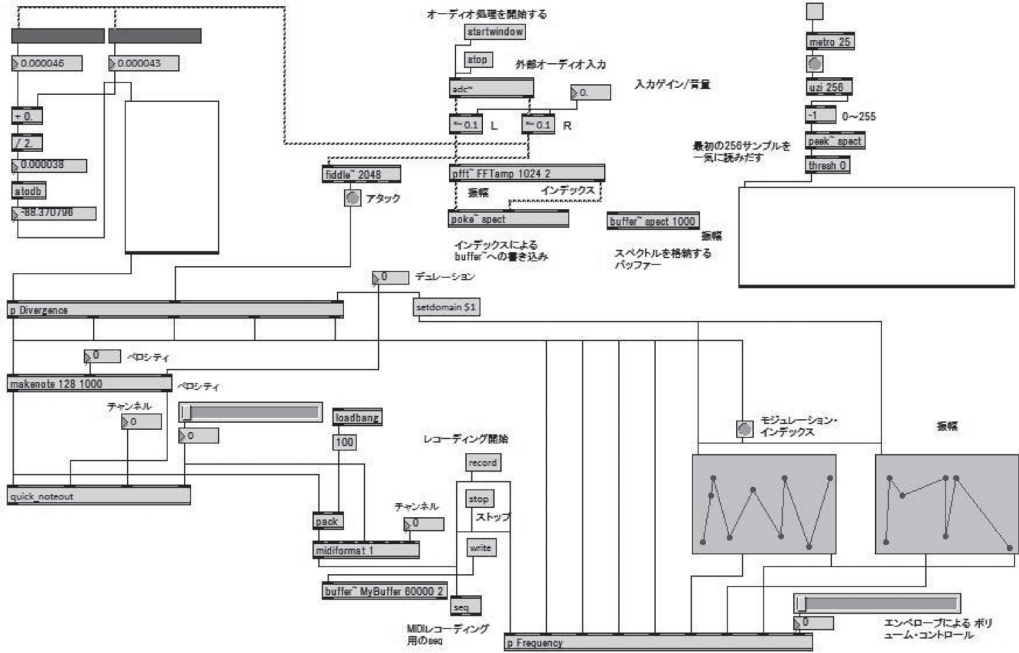 オーディオ処理を開始する
startwindow
stop
外部オーディオ入力
adc~
0.
入力ゲイン/音量
*~ 0.1
L
*~ 0.1
R
0.000046
0.000043
+ 0.
/ 2.
0.000038
atodb
-88.370796
fiddle~ 2048
アタック
pfft~ FFTamp 1024 2
振幅
インデックス
poke~ spect
インデックスによる
buffer~への書き込み
buffer~ spect 1000
スペクトルを格納する
バッファー
metro 25
uzi 256
-1
0～255
peek~ spect
thresh 0
最初の256サンプルを
一気に読みだす
振幅
0
デュレーション
p Divergence
setdomain $1
0
ベロシティ
makenote 128 1000
ベロシティ
チャンネル
0
0
loadbang
100
quick_noteout
pack
チャンネル
0
midiformat 1
レコーディング開始
record
stop
ストップ
write
buffer~ MyBuffer 60000 2
seq
MIDIレコーディング
用のseq
モジュレーション・
インデックス
振幅
0
エンベロープによる ボリ
ューム・コントロール
p Frequency